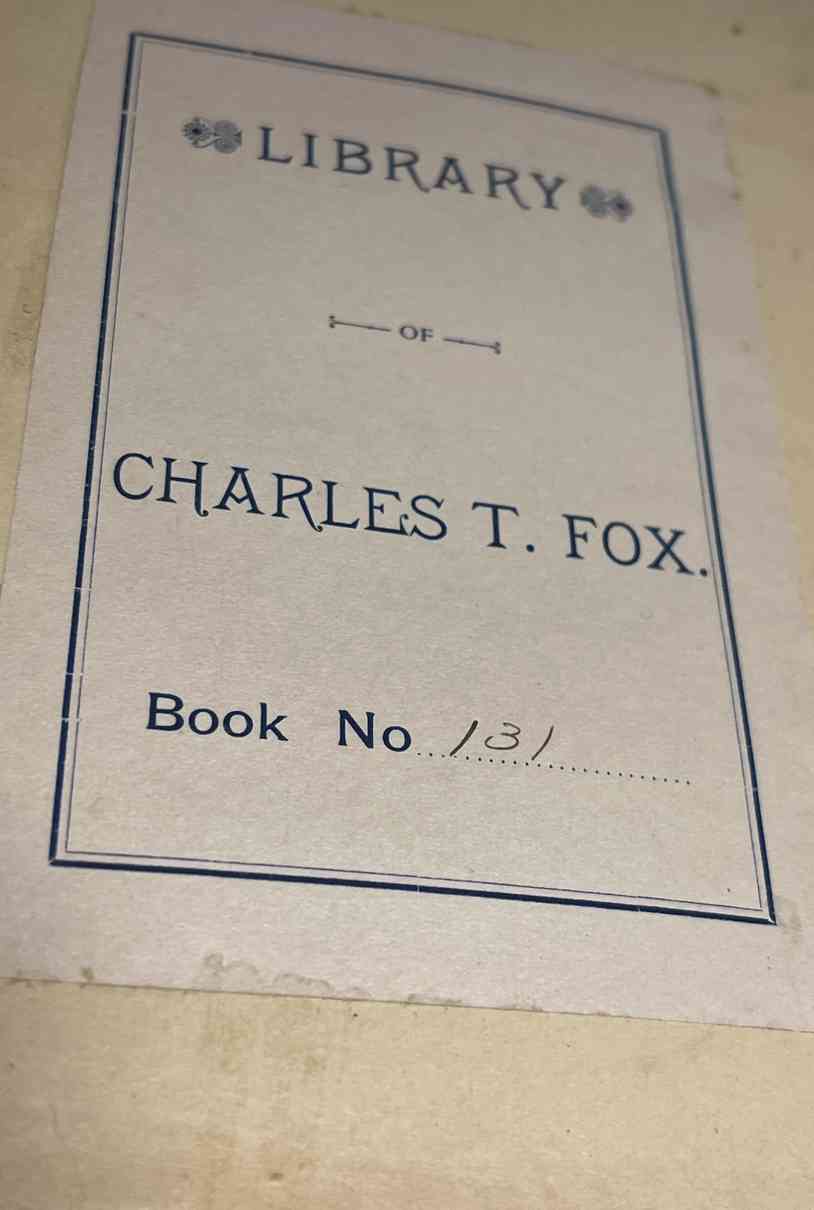 LIBRARY
OF
CHARLES T. FOX.
Book No 131